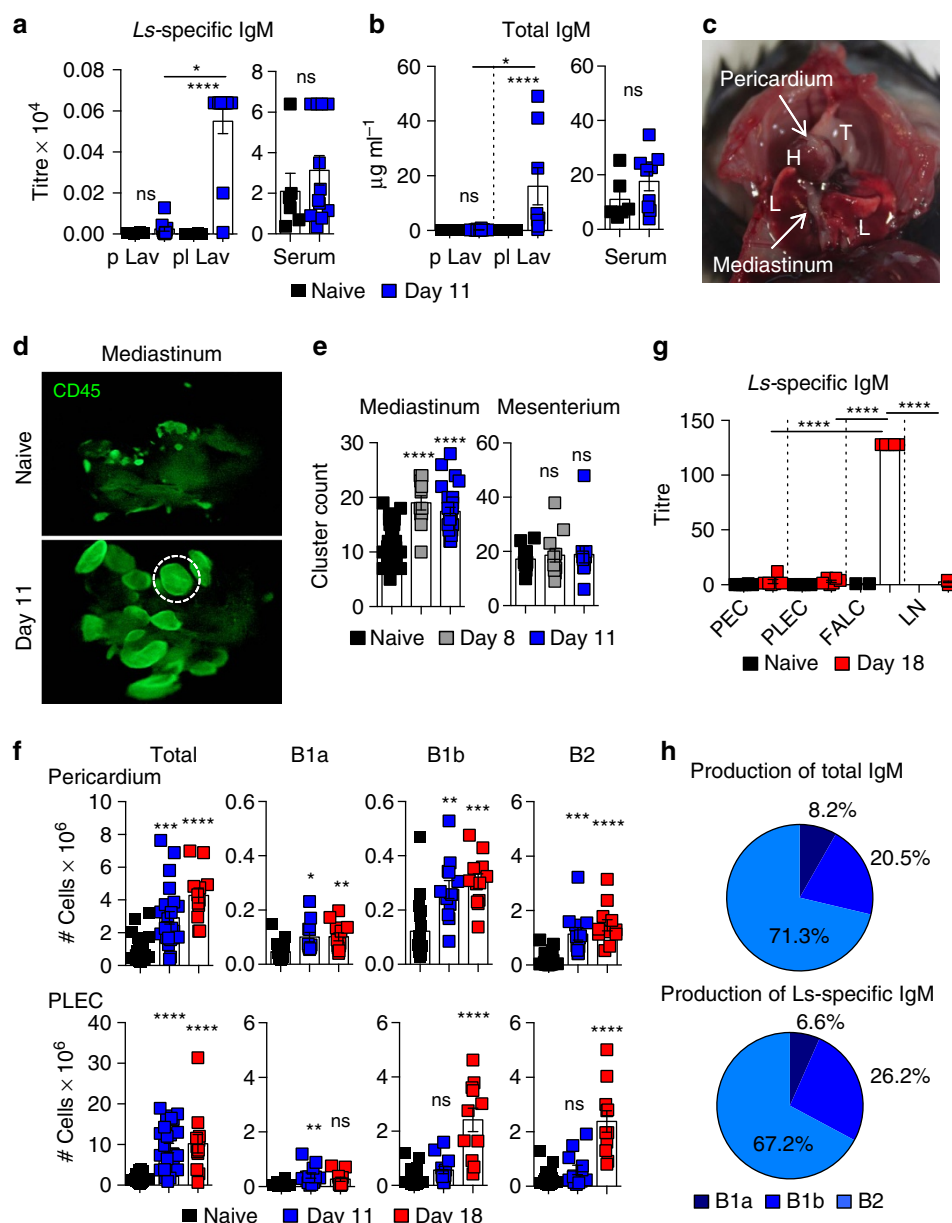 a
Ls-specific IgM
Titre × 10⁴
0.08
0.06
0.04
0.02
0.00
ns
*
****
p Lav
pl Lav
8
6
4
2
0
ns
Serum
b
Total IgM
µg ml⁻¹
60
40
20
0
ns
*
****
p Lav
pl Lav
60
40
20
0
ns
Serum
Naive Day 11
c
Pericardium
T
H
L
L
Mediastinum
d
Mediastinum
CD45
Naive
Day 11
e
Mediastinum
Cluster count
30
20
10
0
****
****
Mesenterium
60
40
20
0
ns
ns
Naive Day 8 Day 11
g
Ls-specific IgM
Titre
150
100
50
0
****
****
****
PEC
PLEC
FALC
LN
Naive Day 18
f
Total
B1a
B1b
B2
Pericardium
# Cells × 10⁶
10
8
6
4
2
0
***
****
0.6
0.4
0.2
0.0
*
**
0.6
0.4
0.2
0.0
**
***
6
4
2
0
***
****
PLEC
# Cells × 10⁶
40
30
20
10
0
****
****
6
4
2
0
**
ns
6
4
2
0
ns
****
6
4
2
0
ns
****
Naive Day 11 Day 18
h
Production of total IgM
8.2%
20.5%
71.3%
Production of Ls-specific IgM
6.6%
26.2%
67.2%
B1a B1b B2